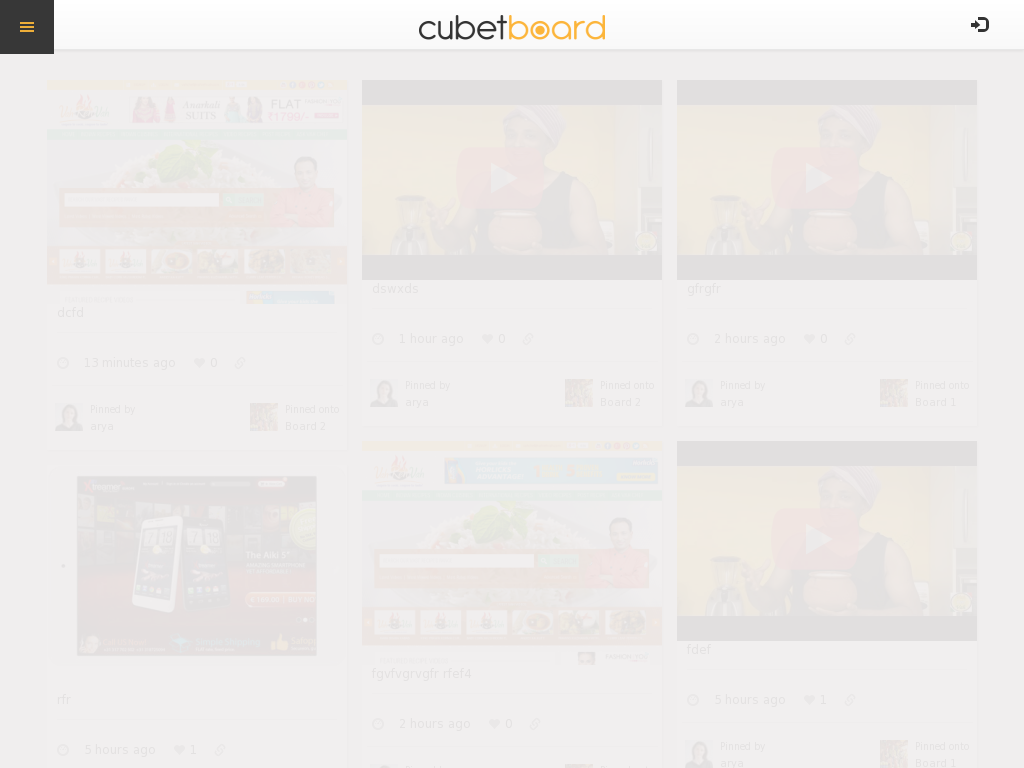 cubetboard
FLAT
SUITS
dcfd
13 minutes ago
0
Pinned by
arya
Pinned onto
Board 2
dswxds
1 hour ago
0
Pinned by
arya
Pinned onto
Board 2
gfrgfr
2 hours ago
0
Pinned by
arya
Pinned onto
Board 1
rfr
5 hours ago
1
fgvfvgrvgfr rfef4
2 hours ago
0
fdef
5 hours ago
1
Pinned by
arya
Pinned onto
Board 1